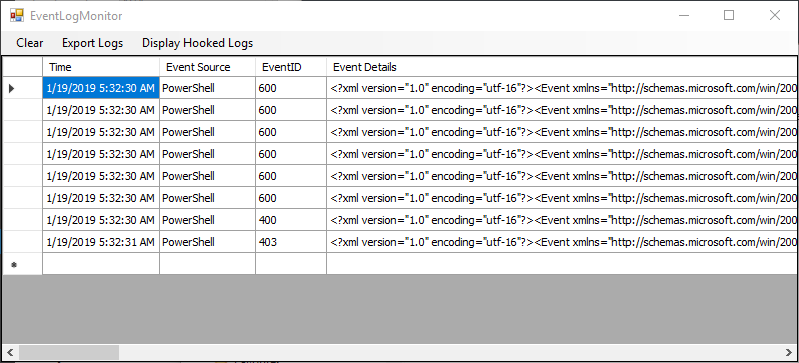 EventLogMonitor
Clear Export Logs Display Hooked Logs
Time Event Source EventID Event Details
1/19/2019 5:32:30 AM PowerShell 600 <?xml version="1.0" encoding="utf-16"?><Event xmlns="http://schemas.microsoft.com/win/200
1/19/2019 5:32:30 AM PowerShell 600 <?xml version="1.0" encoding="utf-16"?><Event xmlns="http://schemas.microsoft.com/win/200
1/19/2019 5:32:30 AM PowerShell 600 <?xml version="1.0" encoding="utf-16"?><Event xmlns="http://schemas.microsoft.com/win/200
1/19/2019 5:32:30 AM PowerShell 600 <?xml version="1.0" encoding="utf-16"?><Event xmlns="http://schemas.microsoft.com/win/200
1/19/2019 5:32:30 AM PowerShell 600 <?xml version="1.0" encoding="utf-16"?><Event xmlns="http://schemas.microsoft.com/win/200
1/19/2019 5:32:30 AM PowerShell 600 <?xml version="1.0" encoding="utf-16"?><Event xmlns="http://schemas.microsoft.com/win/200
1/19/2019 5:32:30 AM PowerShell 400 <?xml version="1.0" encoding="utf-16"?><Event xmlns="http://schemas.microsoft.com/win/200
1/19/2019 5:32:31 AM PowerShell 403 <?xml version="1.0" encoding="utf-16"?><Event xmlns="http://schemas.microsoft.com/win/200